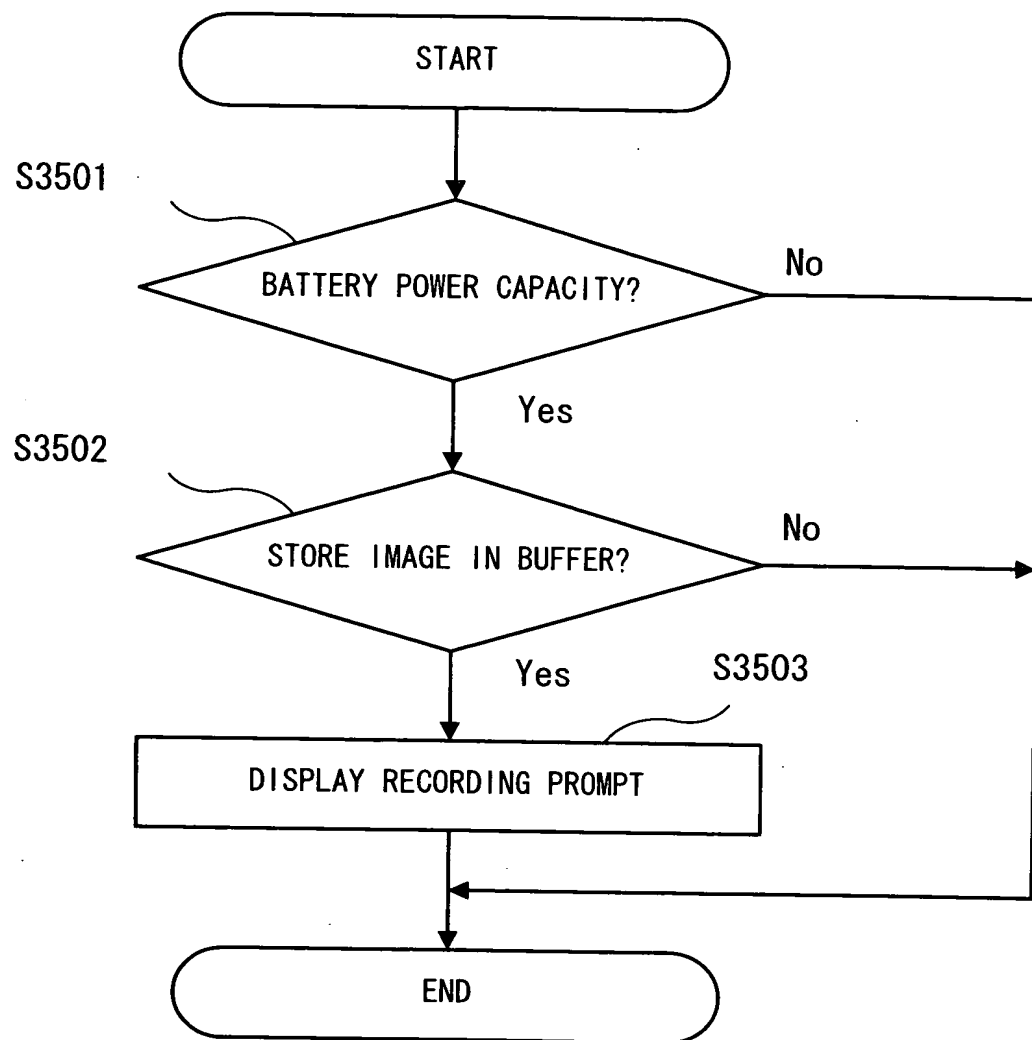 START
S3501
BATTERY POWER CAPACITY?
No
Yes
S3502
STORE IMAGE IN BUFFER?
No
Yes
S3503
DISPLAY RECORDING PROMPT
END